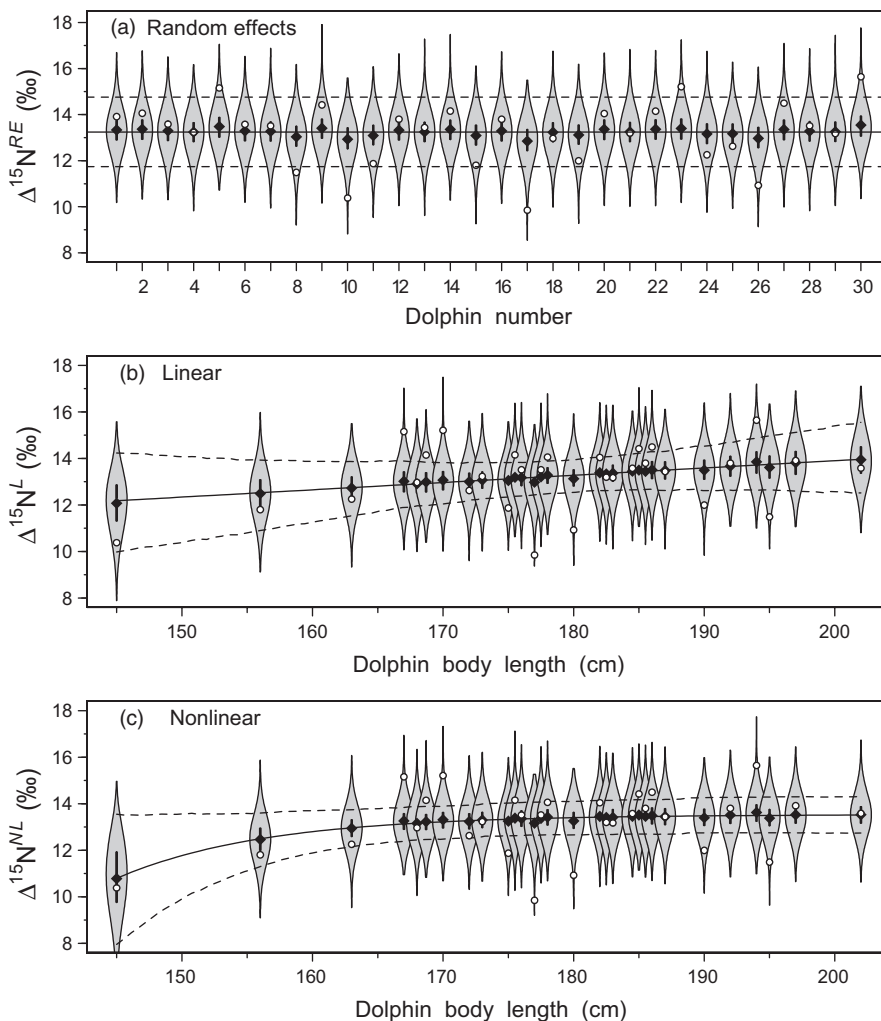 (a) Random effects
Δ¹⁵Nᴿᴱ (‰)
18
16
14
12
10
8
2 4 6 8 10 12 14 16 18 20 22 24 26 28 30
Dolphin number
(b) Linear
Δ¹⁵Nᴸ (‰)
18
16
14
12
10
8
150 160 170 180 190 200
Dolphin body length (cm)
(c) Nonlinear
Δ¹⁵Nᴺᴸ (‰)
18
16
14
12
10
8
150 160 170 180 190 200
Dolphin body length (cm)